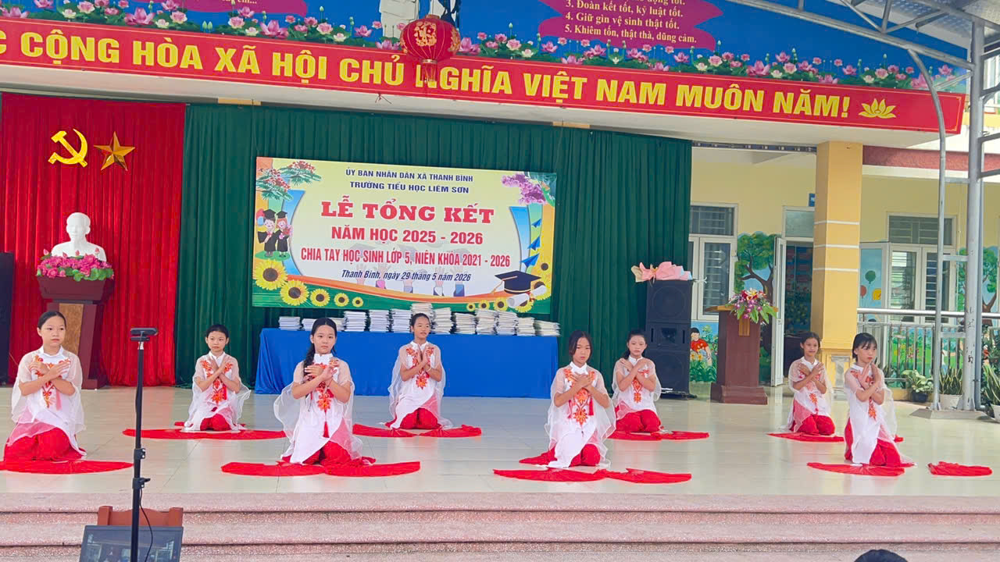 3. Đoàn kết tốt, kỷ luật tốt.
4. Giữ gìn vệ sinh thật tốt.
5. Khiêm tốn, thật thà, dũng cảm.
CỘNG HÒA XÃ HỘI CHỦ NGHĨA VIỆT NAM MUÔN NĂM!
ỦY BAN NHÂN DÂN XÃ THANH BÌNH
TRƯỜNG TIỂU HỌC LIÊM SƠN
LỄ TỔNG KẾT
NĂM HỌC 2025 - 2026
CHIA TAY HỌC SINH LỚP 5, NIÊN KHÓA 2021 - 2026
Thanh Bình, ngày 29 tháng 5 năm 2026